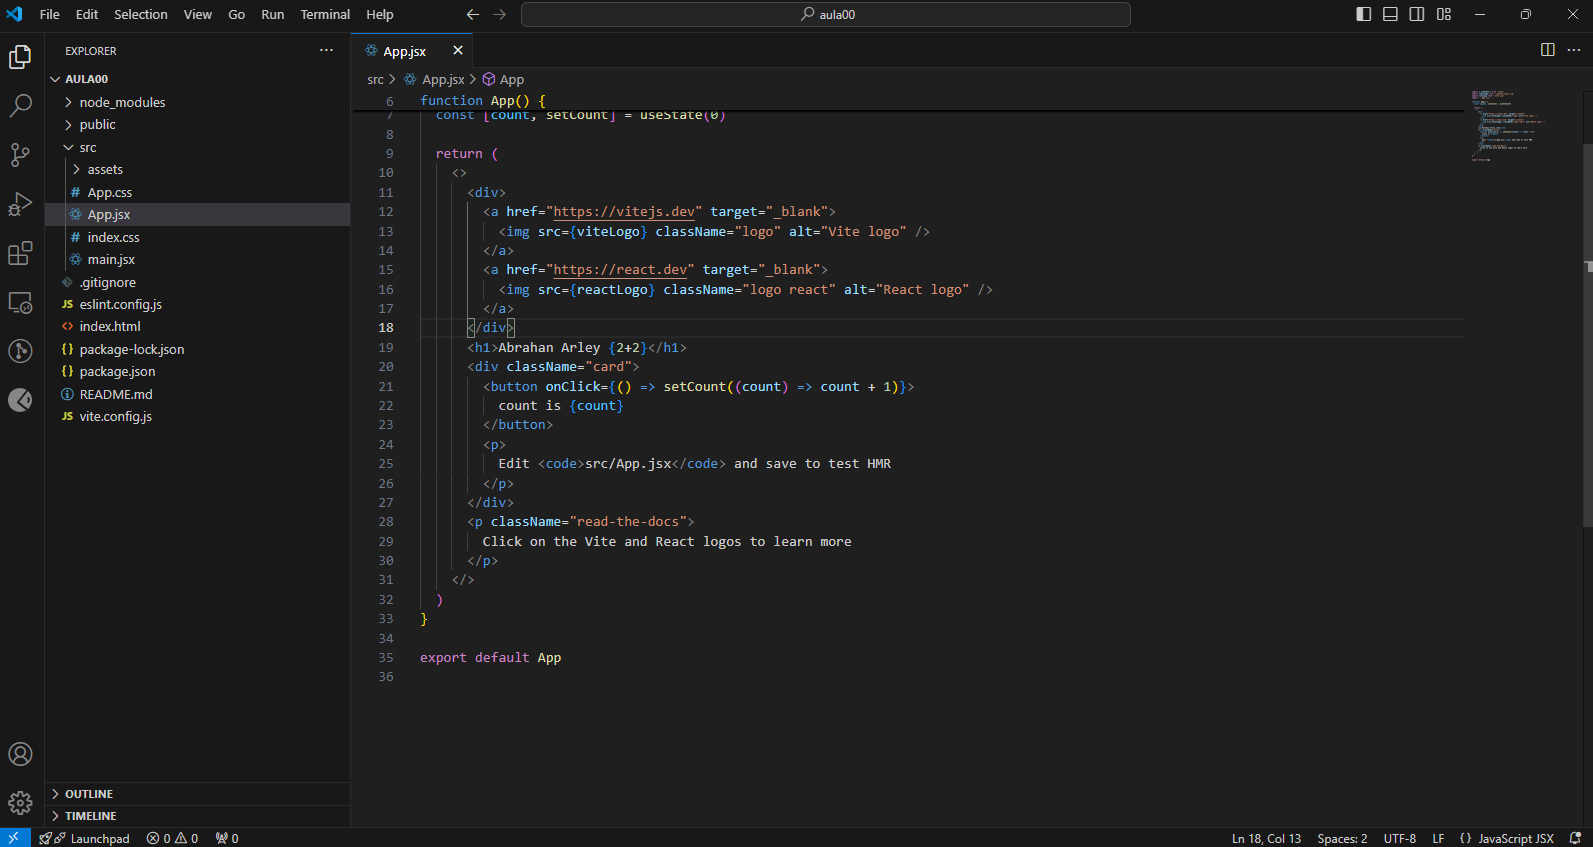 File Edit Selection View Go Run Terminal Help
aula00
EXPLORER
AULA00
node_modules
public
src
assets
App.css
App.jsx
index.css
main.jsx
.gitignore
eslint.config.js
index.html
package-lock.json
package.json
README.md
vite.config.js
OUTLINE
TIMELINE
App.jsx
src > App.jsx > App
6 function App() {
7 const [count, setCount] = useState(0)
8
9 return (
10 <>
11 <div>
12 <a href="https://vitejs.dev" target="_blank">
13 <img src={viteLogo} className="logo" alt="Vite logo" />
14 </a>
15 <a href="https://react.dev" target="_blank">
16 <img src={reactLogo} className="logo react" alt="React logo" />
17 </a>
18 </div>
19 <h1>Abrahan Arley {2+2}</h1>
20 <div className="card">
21 <button onClick={() => setCount((count) => count + 1)}>
22 count is {count}
23 </button>
24 <p>
25 Edit <code>src/App.jsx</code> and save to test HMR
26 </p>
27 </div>
28 <p className="read-the-docs">
29 Click on the Vite and React logos to learn more
30 </p>
31 </>
32 )
33 }
34
35 export default App
36
Launchpad 0 0 0
Ln 18, Col 13 Spaces: 2 UTF-8 LF {} JavaScript JSX